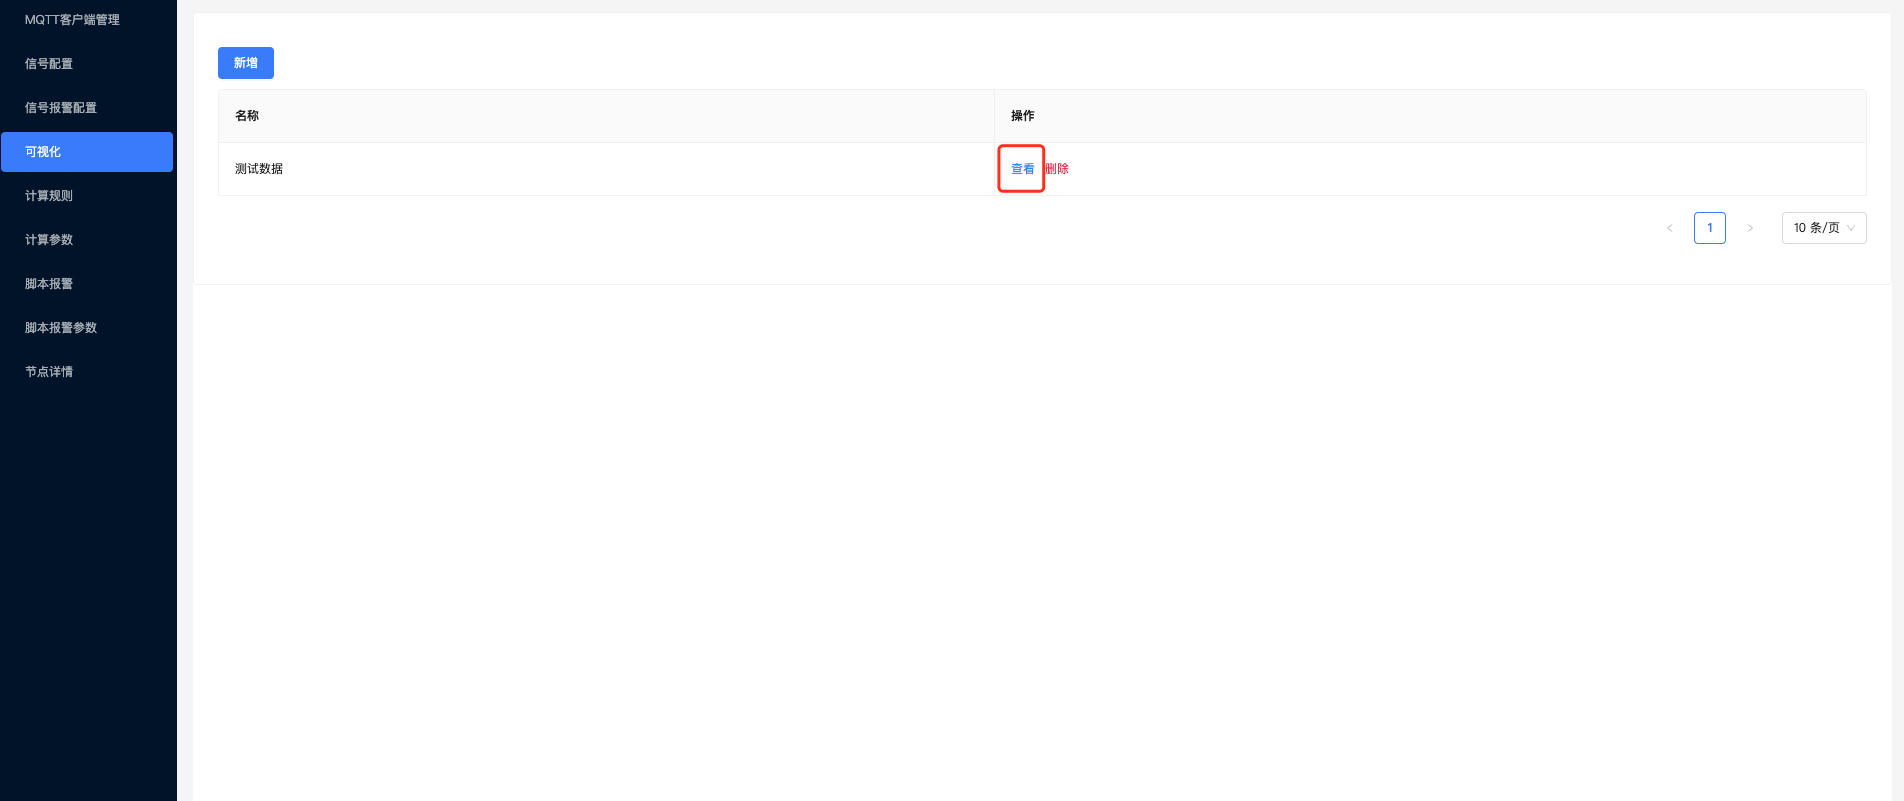 MQTT客户端管理
信号配置
信号报警配置
可视化
计算规则
计算参数
脚本报警
脚本报警参数
节点详情
新增
名称 操作
测试数据 查看 删除
< 1 > 10 条/页